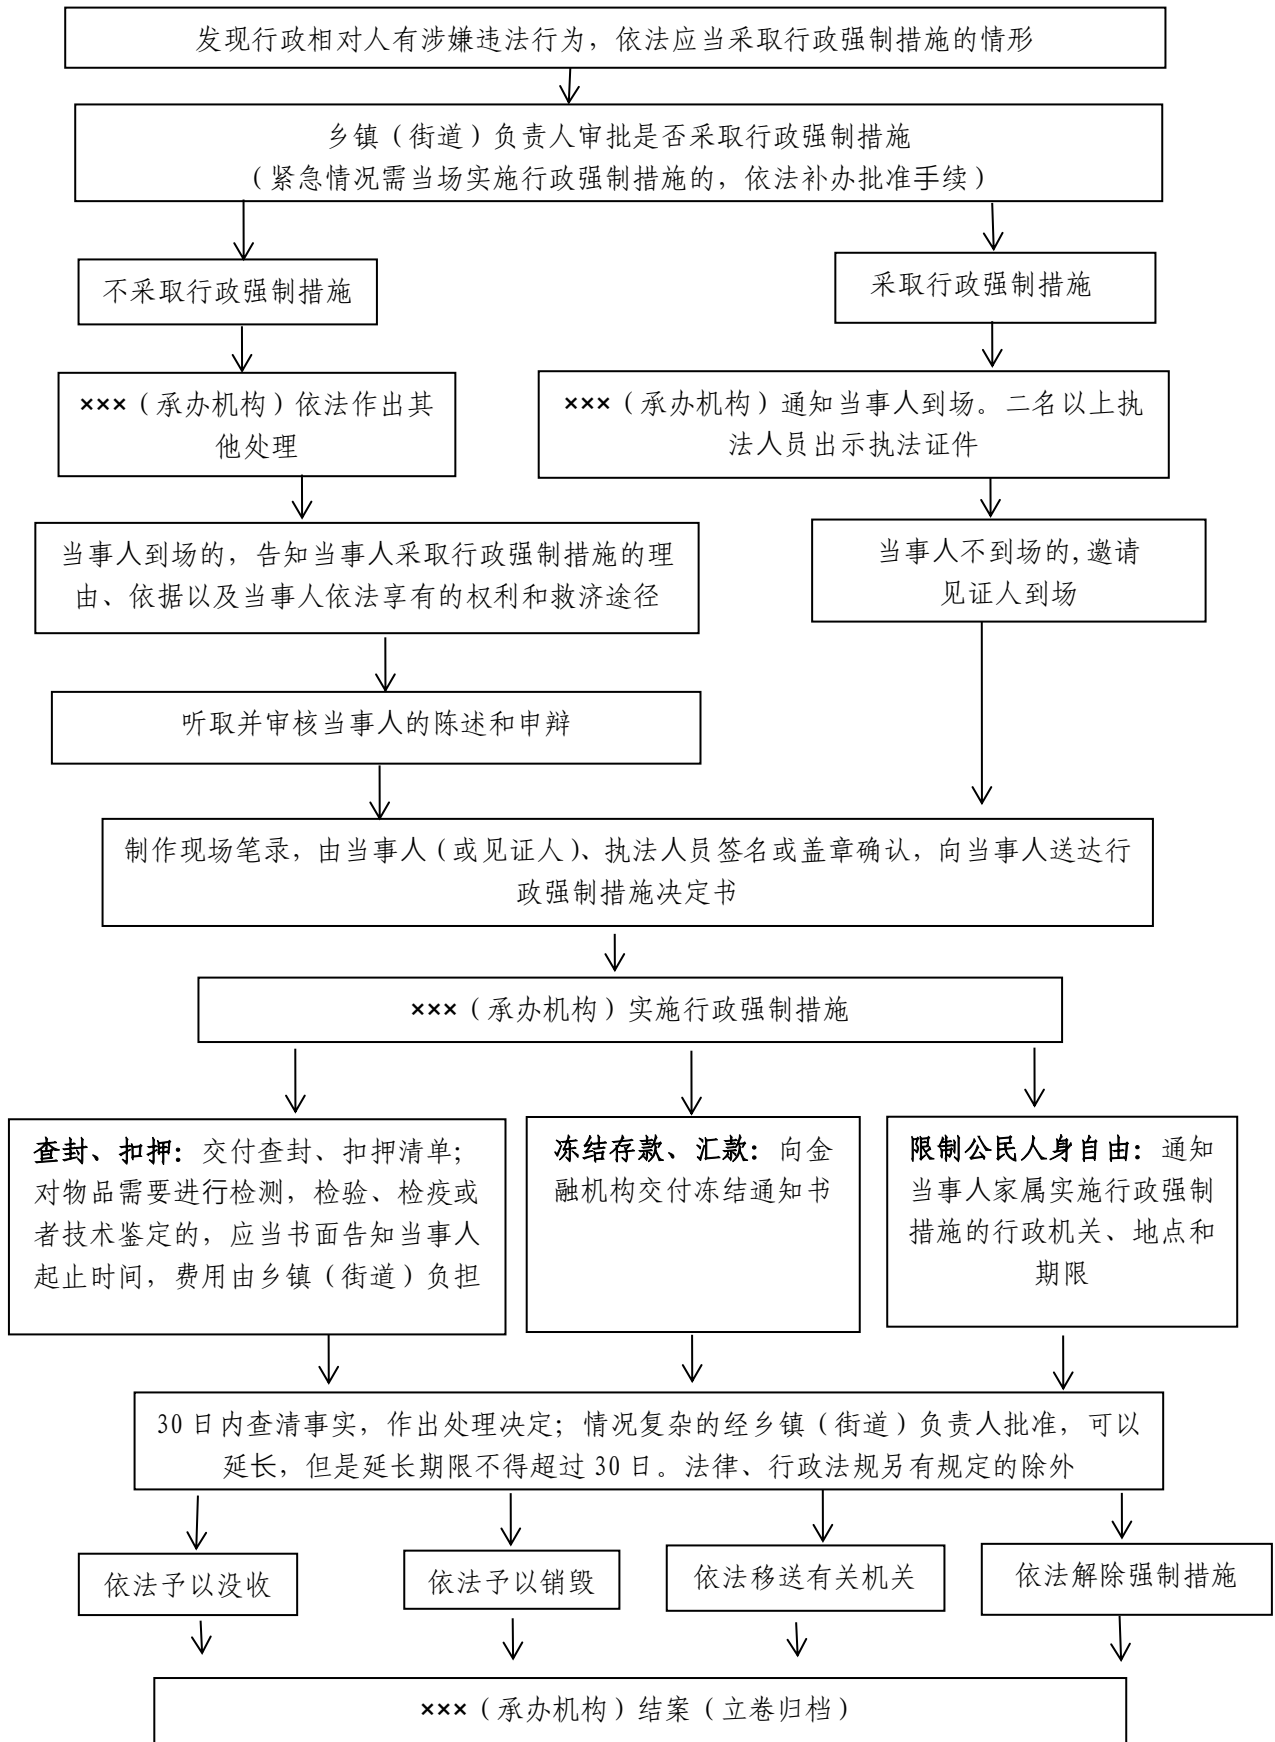 发现行政相对人有涉嫌违法行为，依法应当采取行政强制措施的情形
乡镇（街道）负责人审批是否采取行政强制措施
（紧急情况需当场实施行政强制措施的，依法补办批准手续）
不采取行政强制措施
采取行政强制措施
×××（承办机构）依法作出其
他处理
×××（承办机构）通知当事人到场。二名以上执
法人员出示执法证件
当事人到场的，告知当事人采取行政强制措施的理
由、依据以及当事人依法享有的权利和救济途径
当事人不到场的,邀请
见证人到场
听取并审核当事人的陈述和申辩
制作现场笔录，由当事人（或见证人）、执法人员签名或盖章确认，向当事人送达行
政强制措施决定书
×××（承办机构）实施行政强制措施
查封、扣押：交付查封、扣押清单；
对物品需要进行检测，检验、检疫或
者技术鉴定的，应当书面告知当事人
起止时间，费用由乡镇（街道）负担
冻结存款、汇款：向金
融机构交付冻结通知书
限制公民人身自由：通知
当事人家属实施行政强制
措施的行政机关、地点和
期限
30 日内查清事实，作出处理决定；情况复杂的经乡镇（街道）负责人批准，可以
延长，但是延长期限不得超过 30 日。法律、行政法规另有规定的除外
依法予以没收
依法予以销毁
依法移送有关机关
依法解除强制措施
×××（承办机构）结案（立卷归档）